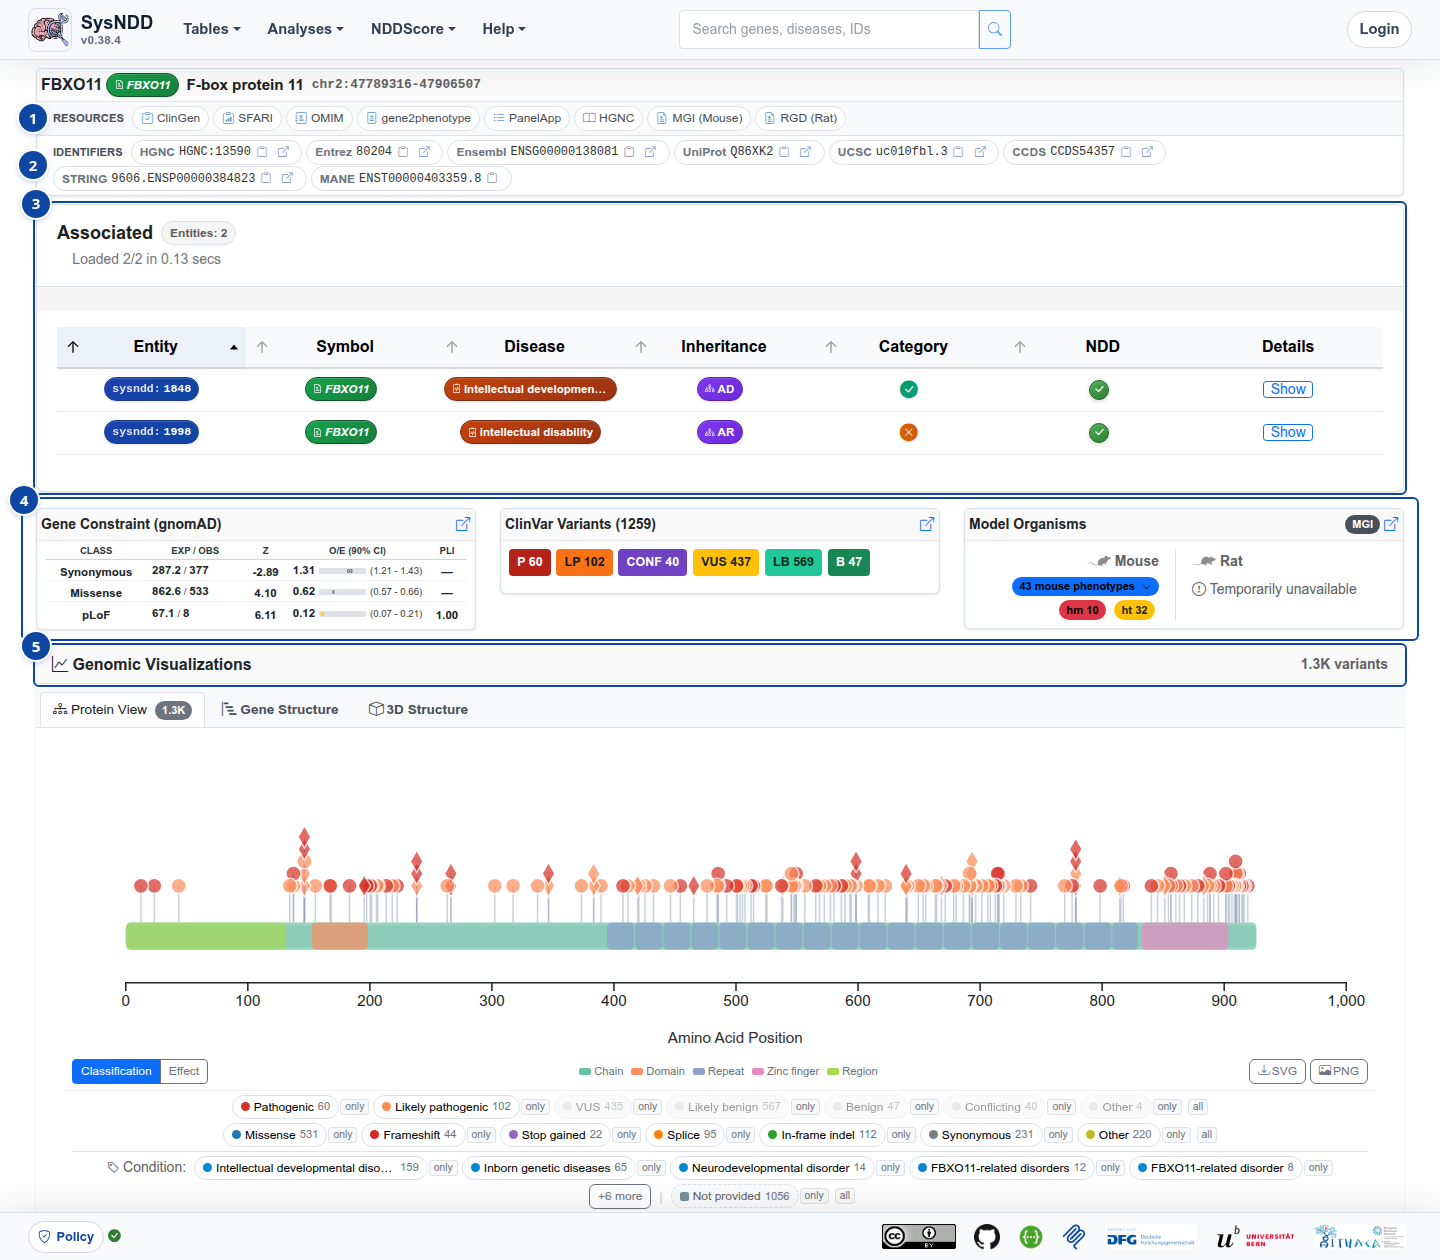 SysNDD
v0.38.4
Tables
Analyses
NDDScore
Help
Search genes, diseases, IDs
Login
FBXO11 FBXO11 F-box protein 11 chr2:47789316-47906507
1
RESOURCES ClinGen SFARI OMIM gene2phenotype PanelApp HGNC MGI (Mouse) RGD (Rat)
2
IDENTIFIERS HGNC HGNC:13590 Entrez 80204 Ensembl ENSG00000138081 UniProt Q86XK2 UCSC uc010fbl.3 CCDS CCDS54357
STRING 9606.ENSP00000384823 MANE ENST00000403359.8
3
Associated Entities: 2
Loaded 2/2 in 0.13 secs
Entity Symbol Disease Inheritance Category NDD Details
sysndd: 1848 FBXO11 Intellectual developmen... AD Show
sysndd: 1998 FBXO11 intellectual disability AR Show
4
Gene Constraint (gnomAD)
CLASS EXP / OBS Z O/E (90% CI) PLI
Synonymous 287.2 / 377 -2.89 1.31 (1.21 - 1.43) —
Missense 862.6 / 533 4.10 0.62 (0.57 - 0.66) —
pLoF 67.1 / 8 6.11 0.12 (0.07 - 0.21) 1.00
ClinVar Variants (1259)
P 60 LP 102 CONF 40 VUS 437 LB 569 B 47
Model Organisms MGI
Mouse
43 mouse phenotypes
hm 10 ht 32
Rat
Temporarily unavailable
5
Genomic Visualizations 1.3K variants
Protein View 1.3K Gene Structure 3D Structure
0 100 200 300 400 500 600 700 800 900 1,000
Amino Acid Position
Classification Effect
Chain Domain Repeat Zinc finger Region
SVG PNG
Pathogenic 60 only Likely pathogenic 102 only VUS 435 only Likely benign 567 only Benign 47 only Conflicting 40 only Other 4 only all
Missense 531 only Frameshift 44 only Stop gained 22 only Splice 95 only In-frame indel 112 only Synonymous 231 only Other 220 only all
Condition: Intellectual developmental diso... 159 only Inborn genetic diseases 65 only Neurodevelopmental disorder 14 only FBXO11-related disorders 12 only FBXO11-related disorder 8 only
+6 more | Not provided 1056 only all
Policy
CC BY
DFG Deutsche Forschungsgemeinschaft
u b UNIVERSITÄT BERN
ITHACA